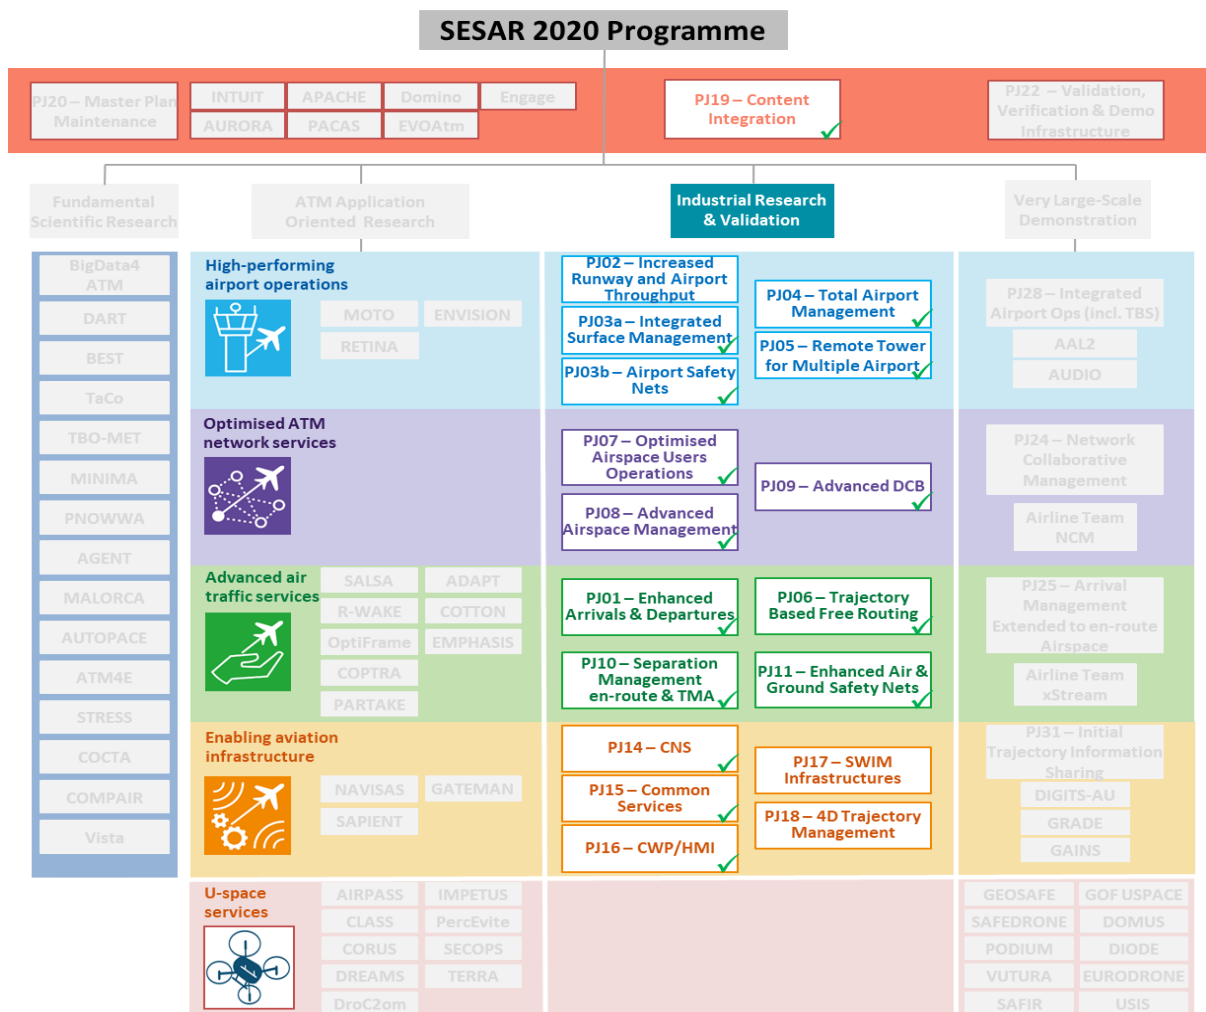 SESAR 2020 Programme
PJ20 – Master Plan
Maintenance
INTUIT
APACHE
Domino
Engage
AURORA
PACAS
EVOAtm
PJ19 – Content
Integration
PJ22 – Validation,
Verification & Demo
Infrastructure
Fundamental
Scientific Research
ATM Application
Oriented Research
Industrial Research
& Validation
Very Large-Scale
Demonstration
BigData4
ATM
DART
BEST
TaCo
TBO-MET
MINIMA
PNOWWA
AGENT
MALORCA
AUTOPACE
ATM4E
STRESS
COCTA
COMPAIR
Vista
High-performing
airport operations
MOTO
ENVISION
RETINA
PJ02 – Increased
Runway and Airport
Throughput
PJ03a – Integrated
Surface Management
PJ03b – Airport Safety
Nets
PJ04 – Total Airport
Management
PJ05 – Remote Tower
for Multiple Airport
PJ28 – Integrated
Airport Ops (incl. TBS)
AAL2
AUDIO
Optimised ATM
network services
PJ07 – Optimised
Airspace Users
Operations
PJ08 – Advanced
Airspace Management
PJ09 – Advanced DCB
PJ24 – Network
Collaborative
Management
Airline Team
NCM
Advanced air
traffic services
SALSA
ADAPT
R-WAKE
COTTON
OptiFrame
EMPHASIS
COPTRA
PARTAKE
PJ01 – Enhanced
Arrivals & Departures
PJ06 – Trajectory
Based Free Routing
PJ10 – Separation
Management
en-route & TMA
PJ11 – Enhanced Air &
Ground Safety Nets
PJ25 – Arrival
Management
Extended to en-route
Airspace
Airline Team
xStream
Enabling aviation
infrastructure
NAVISAS
GATEMAN
SAPIENT
PJ14 – CNS
PJ15 – Common
Services
PJ16 – CWP/HMI
PJ17 – SWIM
Infrastructures
PJ18 – 4D Trajectory
Management
PJ31 – Initial
Trajectory Information
Sharing
DIGITS-AU
GRADE
GAINS
U-space
services
AIRPASS
IMPETUS
CLASS
PercEvite
CORUS
SECOPS
DREAMS
TERRA
DroC2om
GEOSAFE
GOF USPACE
SAFEDRONE
DOMUS
PODIUM
DIODE
VUTURA
EURODRONE
SAFIR
USIS